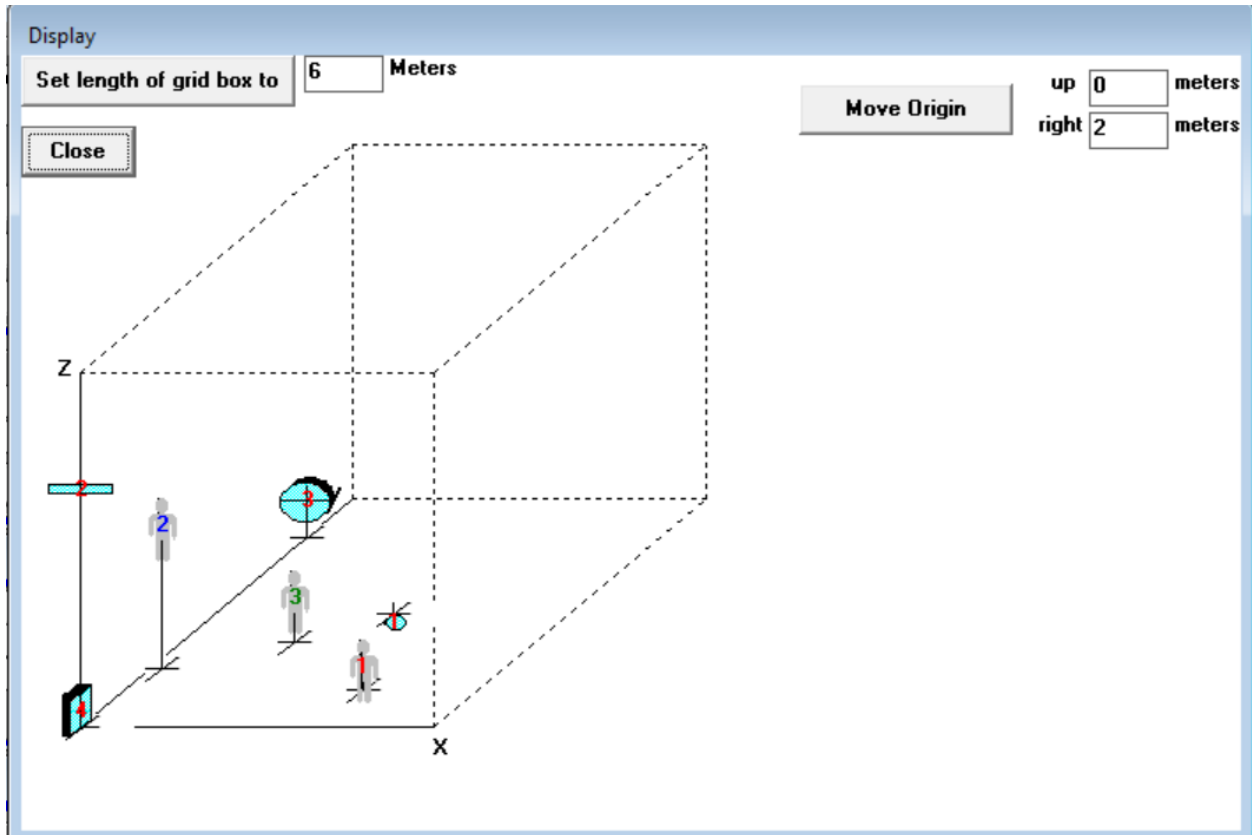 Display
Set length of grid box to 6 Meters
up 0 meters
Move Origin
right 2 meters
Close
Z
2
3
y
2
3
1
1
4
X